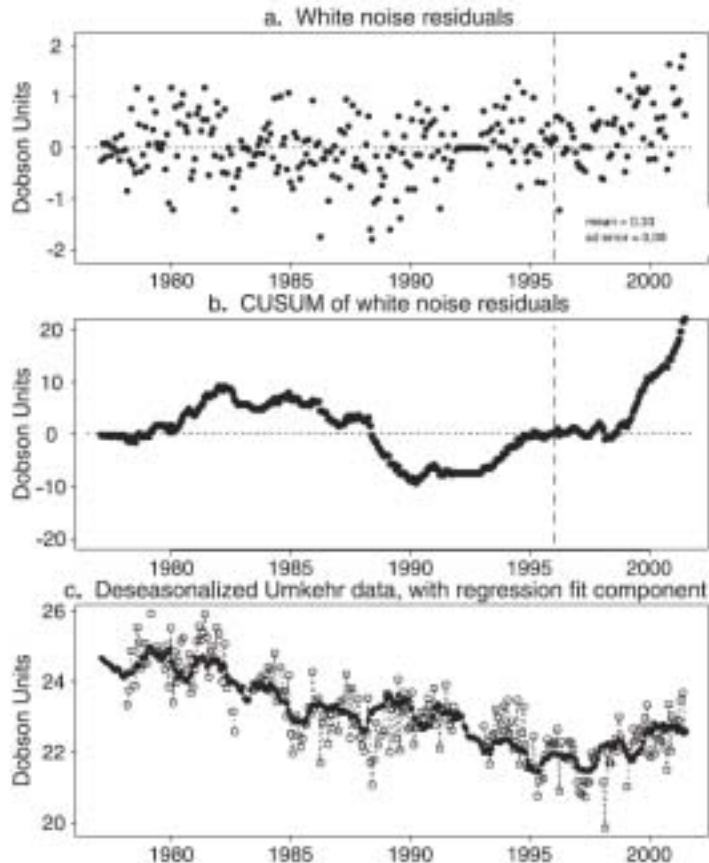 a. White noise residuals
Dobson Units
2
1
0
-1
-2
mean = 0.33
sd error = 0.08
1980 1985 1990 1995 2000
b. CUSUM of white noise residuals
Dobson Units
10
0
-10
-20
1980 1985 1990 1995 2000
c. Deseasonalized Umkehr data, with regression fit component
Dobson Units
26
24
22
20
1980 1985 1990 1995 2000